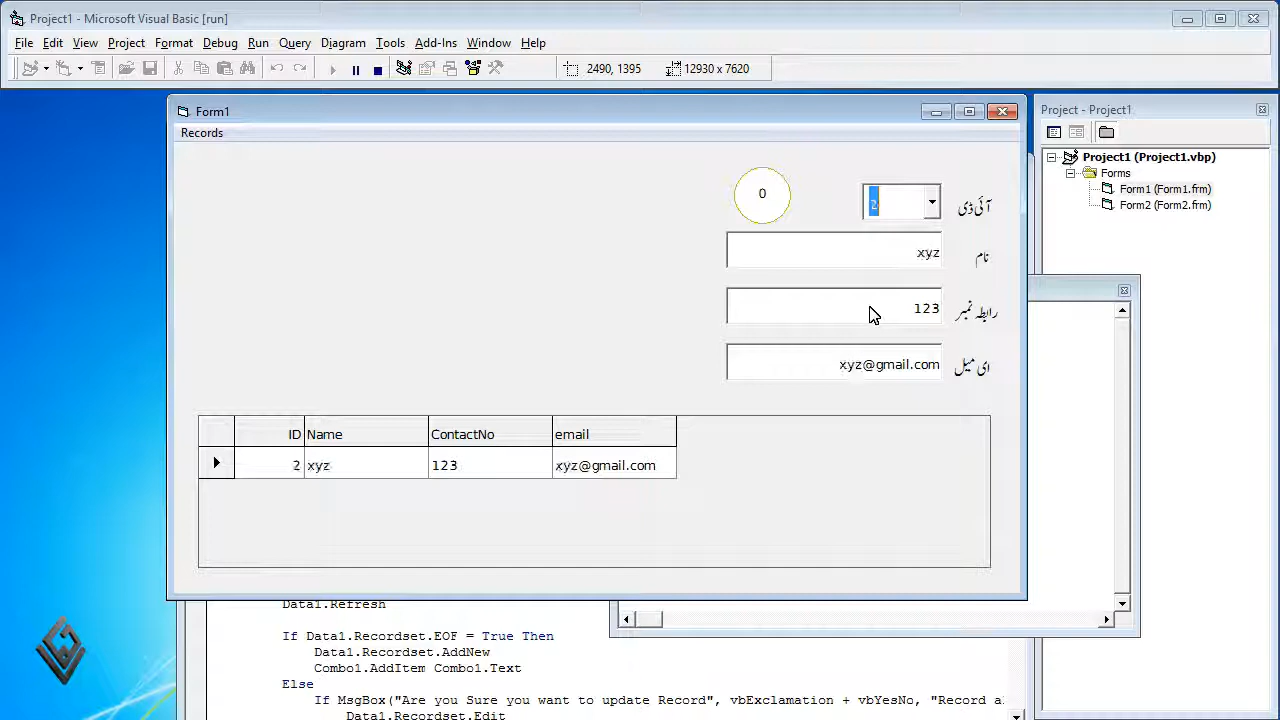 Project1 - Microsoft Visual Basic [run]
File Edit View Project Format Debug Run Query Diagram Tools Add-Ins Window Help
2490, 1395 12930 x 7620
Form1
Records
0 2 آئی ڈی
xyz نام
123 رابطہ نمبر
xyz@gmail.com ای میل
ID Name ContactNo email
2 xyz 123 xyz@gmail.com
Data1.Refresh
If Data1.Recordset.EOF = True Then
Data1.Recordset.AddNew
Combo1.AddItem Combo1.Text
Else
If MsgBox("Are you Sure you want to update Record", vbExclamation + vbYesNo, "Record a
Data1.Recordset.Edit
Project - Project1
Project1 (Project1.vbp)
Forms
Form1 (Form1.frm)
Form2 (Form2.frm)